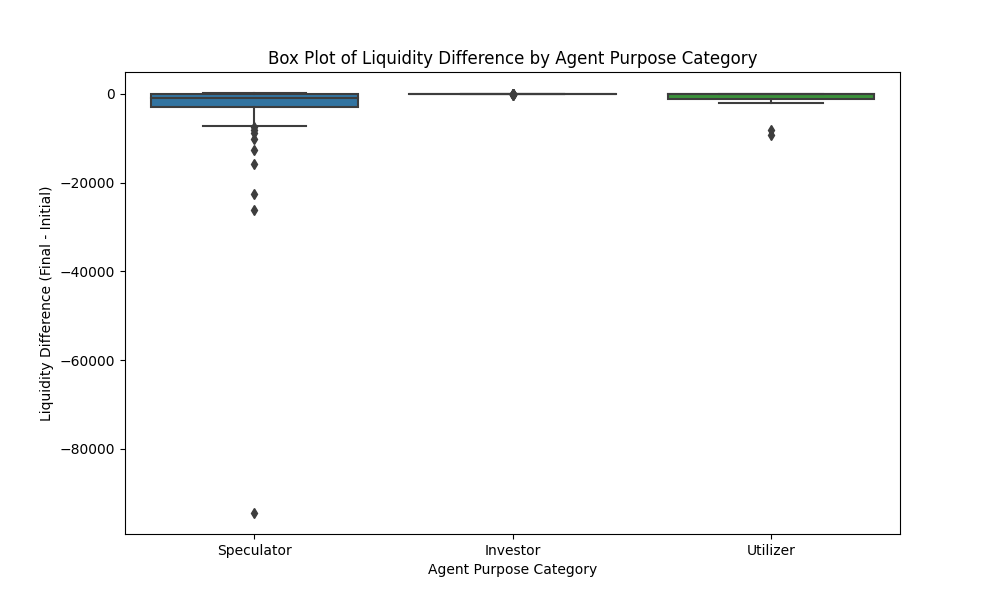 Box Plot of Liquidity Difference by Agent Purpose Category
0
−20000
−40000
−60000
−80000
Liquidity Difference (Final - Initial)
Speculator
Investor
Utilizer
Agent Purpose Category